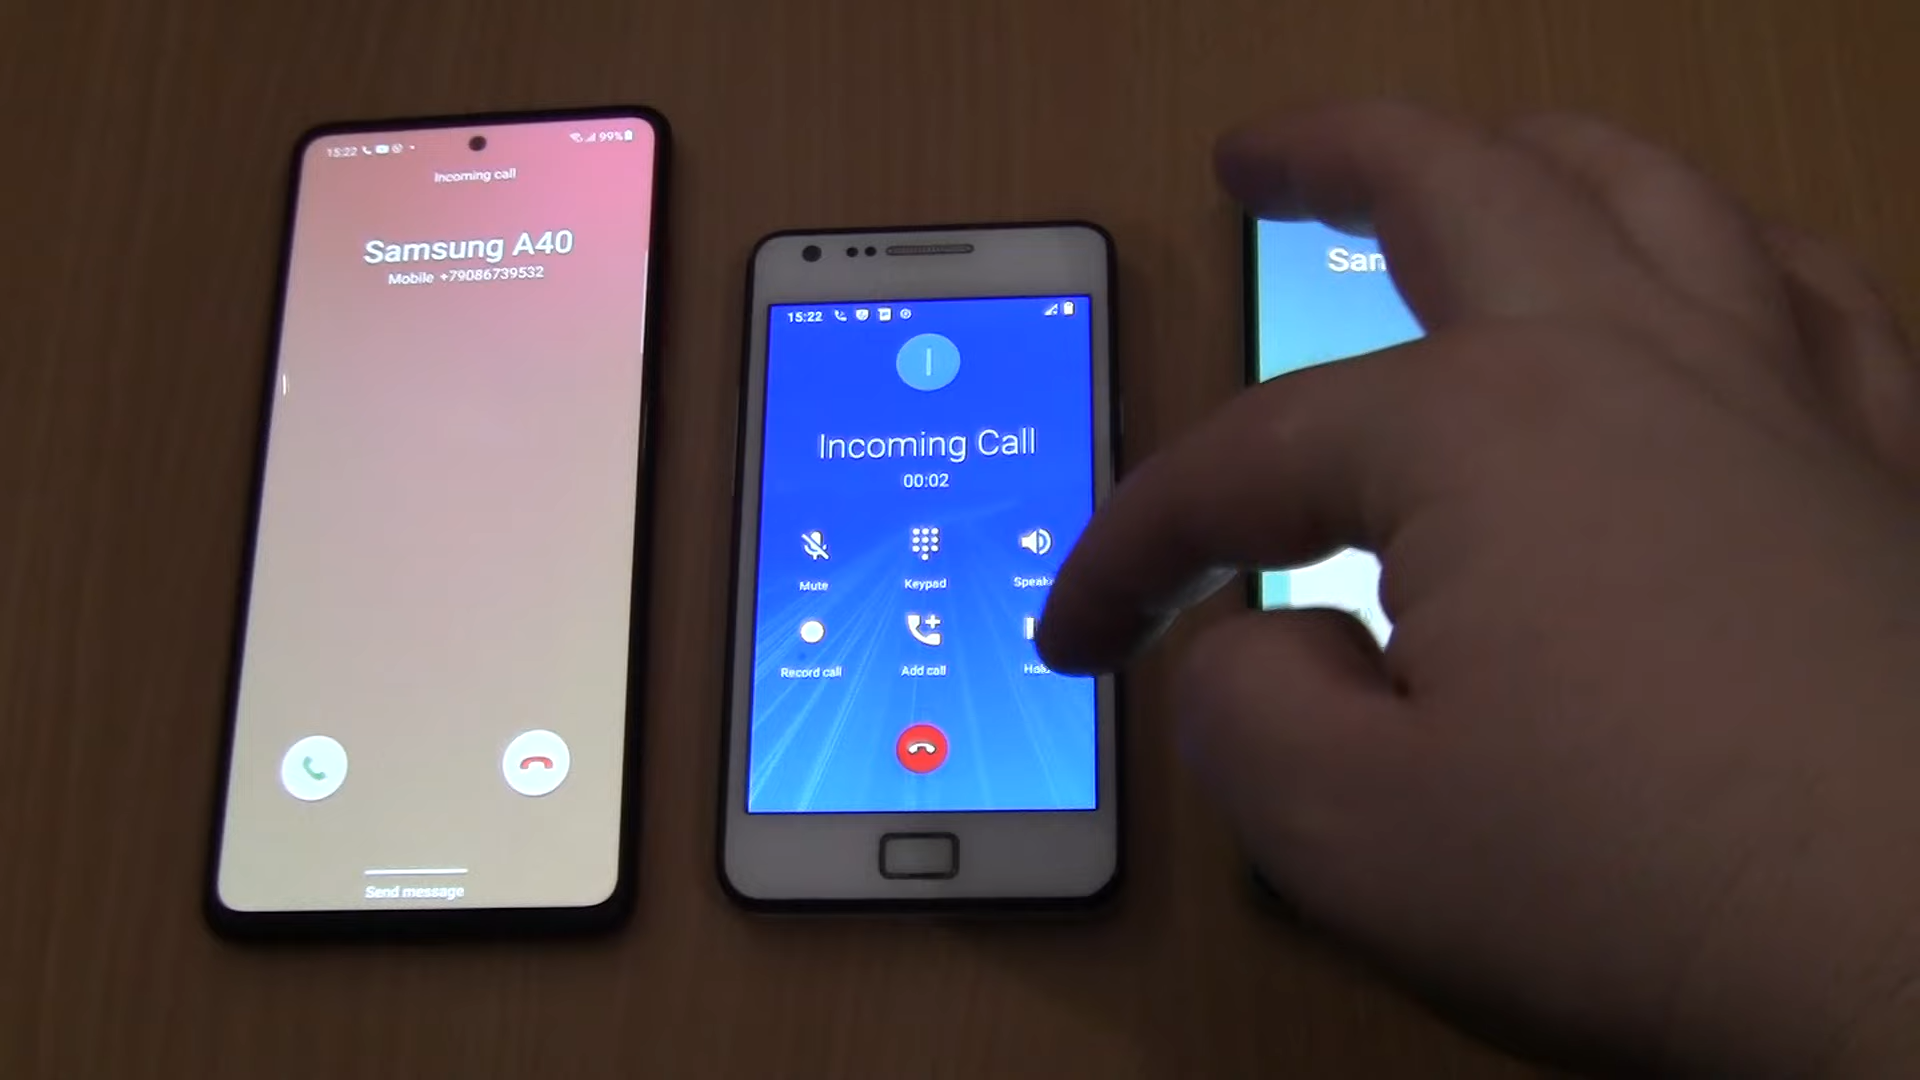 15:22
99%
Incoming call
Samsung A40
Mobile +79086739532
Send message
15:22
I
Incoming Call
00:02
Mute
Keypad
Record call
Add call